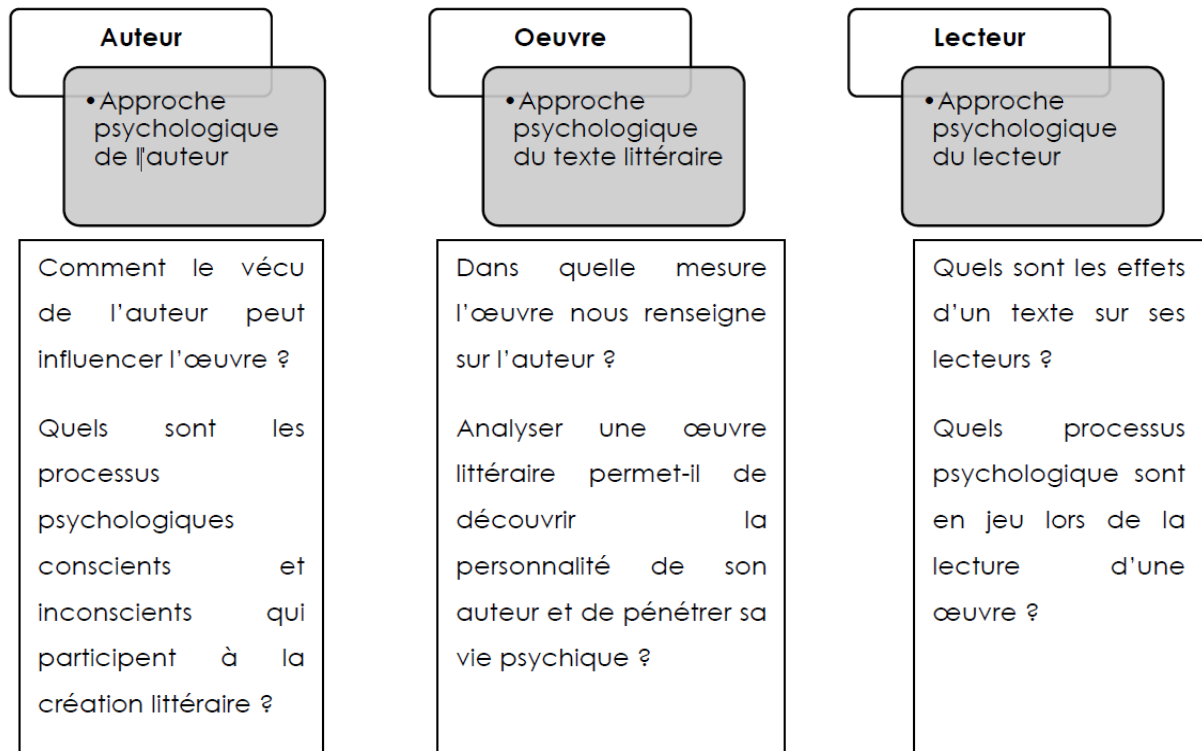 Auteur
•Approche
psychologique
de l'auteur
Comment le vécu
de l’auteur peut
influencer l’œuvre ?
Quels sont les
processus
psychologiques
conscients et
inconscients qui
participent à la
création littéraire ?
Oeuvre
•Approche
psychologique
du texte littéraire
Dans quelle mesure
l’œuvre nous renseigne
sur l’auteur ?
Analyser une œuvre
littéraire permet-il de
découvrir la
personnalité de son
auteur et de pénétrer sa
vie psychique ?
Lecteur
•Approche
psychologique
du lecteur
Quels sont les effets
d’un texte sur ses
lecteurs ?
Quels processus
psychologique sont
en jeu lors de la
lecture d’une
œuvre ?